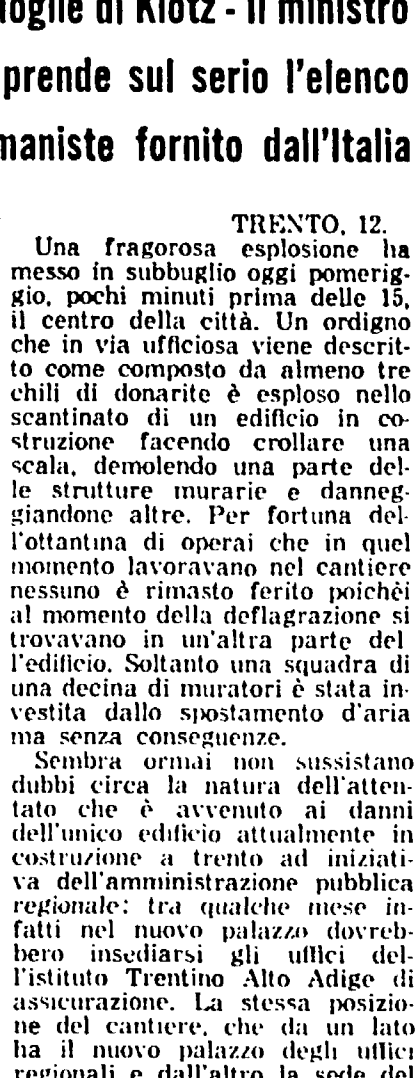 di Klotz - il ministro
prende sul serio l'elenco
fornito dall'Italia
TRENTO, 12.
Una fragorosa esplosione ha
messo in subbuglio oggi pomerig-
gio, pochi minuti prima delle 15,
il centro della città. Un ordigno
che in via ufficiosa viene descrit-
to come composto da almeno tre
chili di donarite è esploso nello
scantinato di un edificio in co-
struzione facendo crollare una
scala, demolendo una parte del-
le strutture murarie e danneg-
giandone altre. Per fortuna del-
l'ottantina di operai che in quel
momento lavoravano nel cantiere
nessuno è rimasto ferito poichèi
al momento della deflagrazione si
trovavano in un'altra parte del
l'edificio. Soltanto una squadra di
una decina di muratori è stata in-
vestita dallo spostamento d'aria
ma senza conseguenze.
Sembra ormai non sussistano
dubbi circa la natura dell'atten-
tato che è avvenuto ai danni
dell'unico edificio attualmente in
costruzione a trento ad iniziati-
va dell'amministrazione pubblica
regionale: tra qualche mese in-
fatti nel nuovo palazzo dovreb-
bero insediarsi gli uffici del-
l'istituto Trentino Alto Adige di
assicurazione. La stessa posizio-
ne del cantiere, che da un lato
ha il nuovo palazzo degli uffici
regionali e dall'altro la sede del